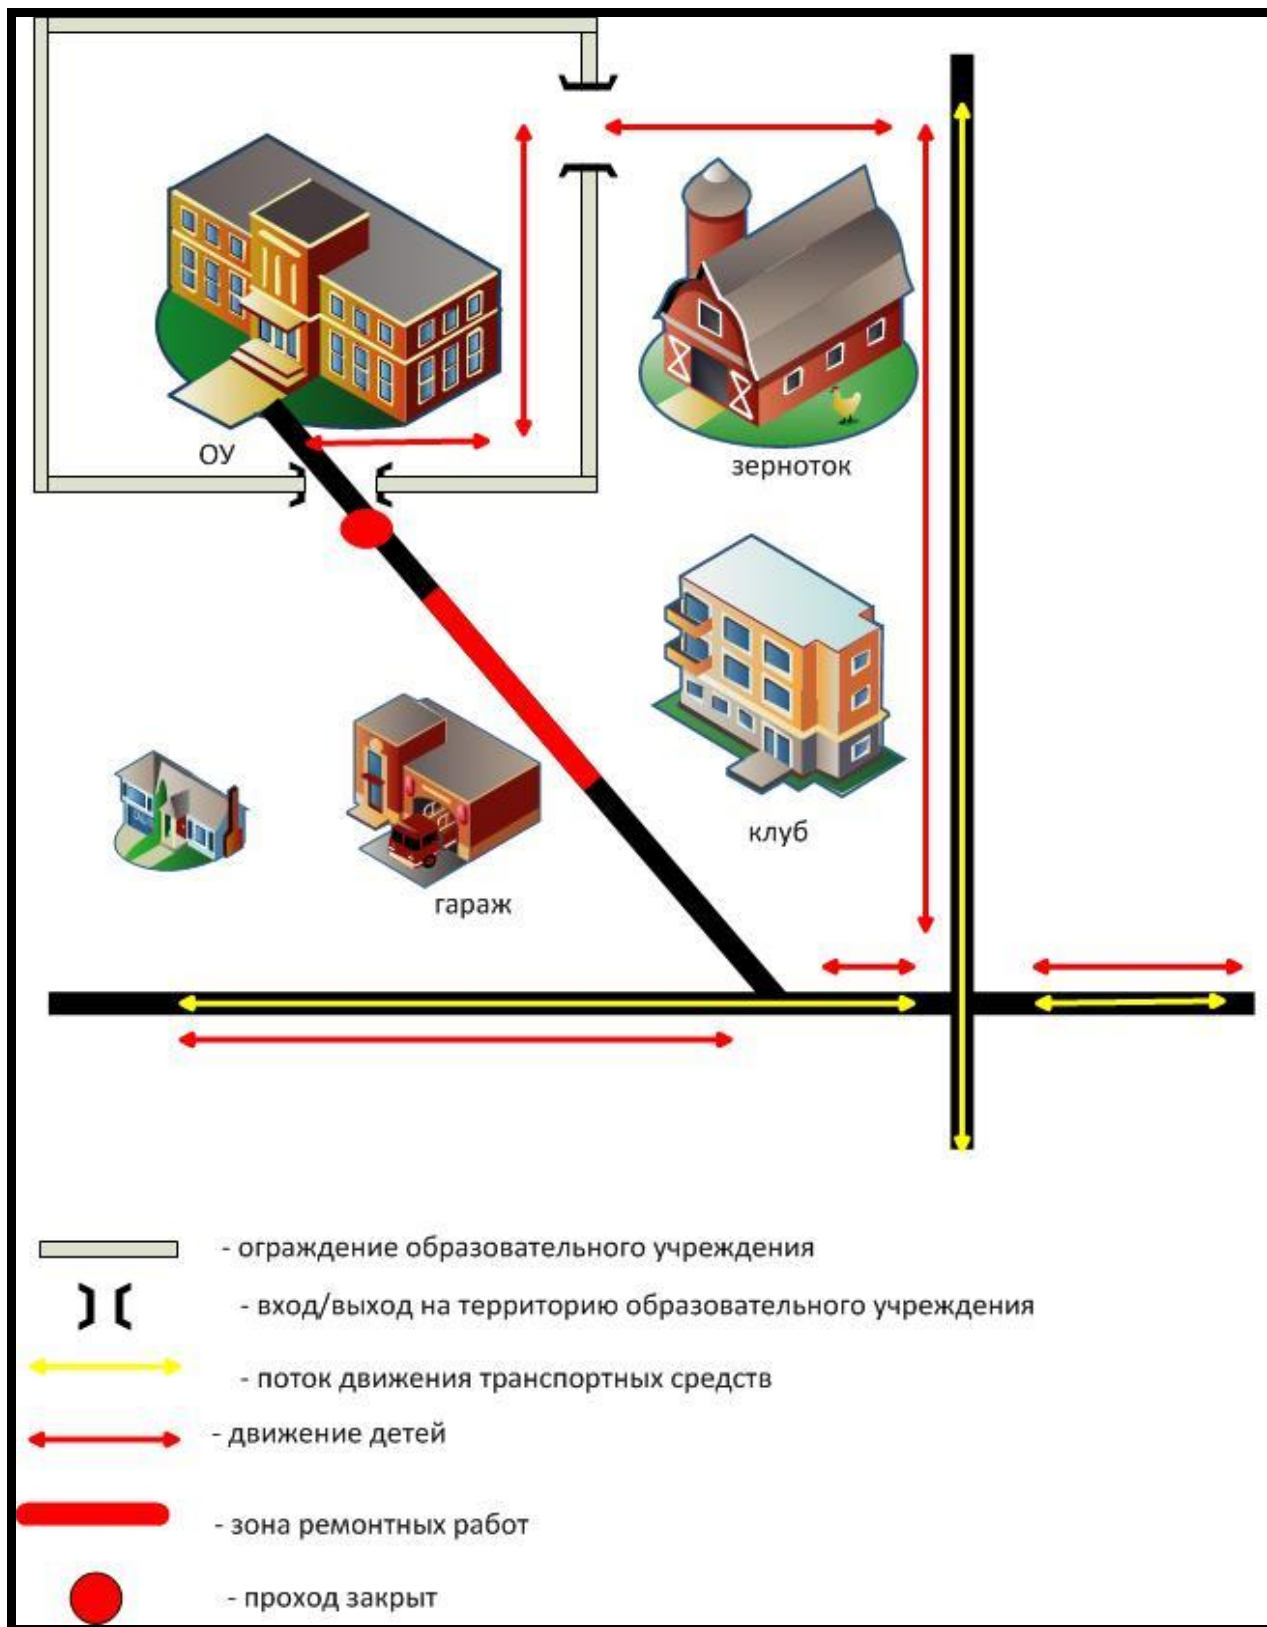 ОУ
зерноток
клуб
гараж
- ограждение образовательного учреждения
- вход/выход на территорию образовательного учреждения
- поток движения транспортных средств
- движение детей
- зона ремонтных работ
- проход закрыт